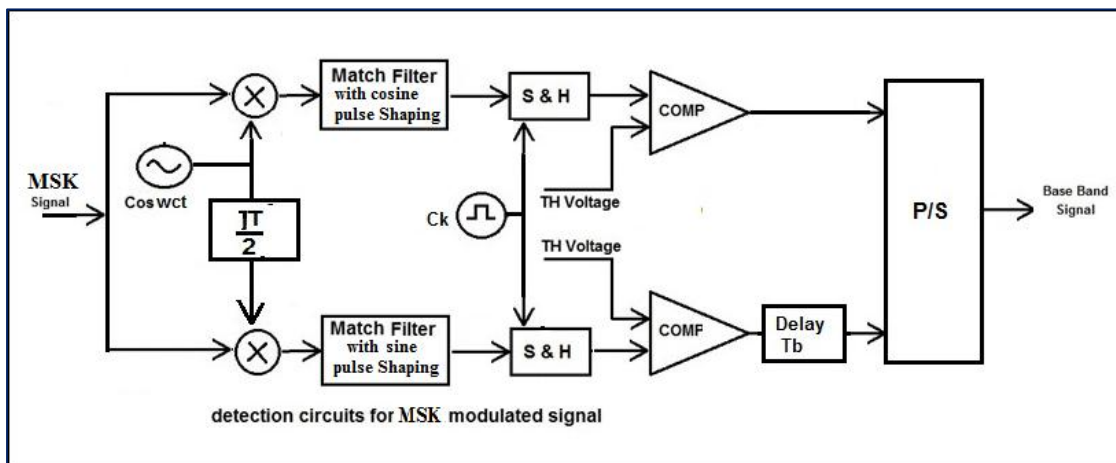 MSK
Signal
Cos wct
π
2
Match Filter
with cosine
pulse Shaping
S & H
COMP
TH Voltage
Ck
TH Voltage
Match Filter
with sine
pulse Shaping
S & H
COMP
Delay
Tb
P/S
Base Band
Signal
detection circuits for MSK modulated signal